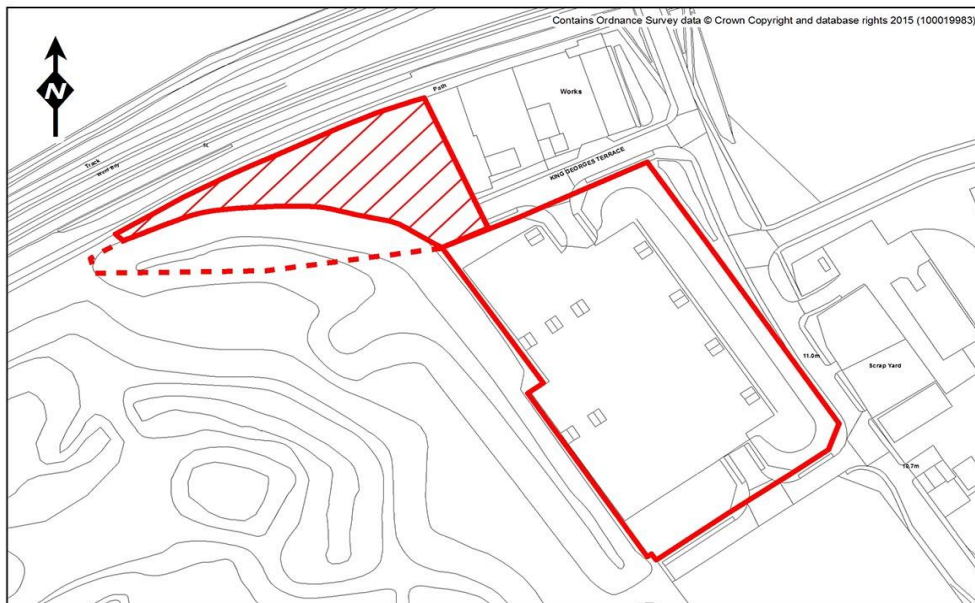 Contains Ordnance Survey data © Crown Copyright and database rights 2015 (100019983)
N
Path
Works
Track
SL
KING GEORGES TERRACE
11.0m
Scrap Yard
10.7m